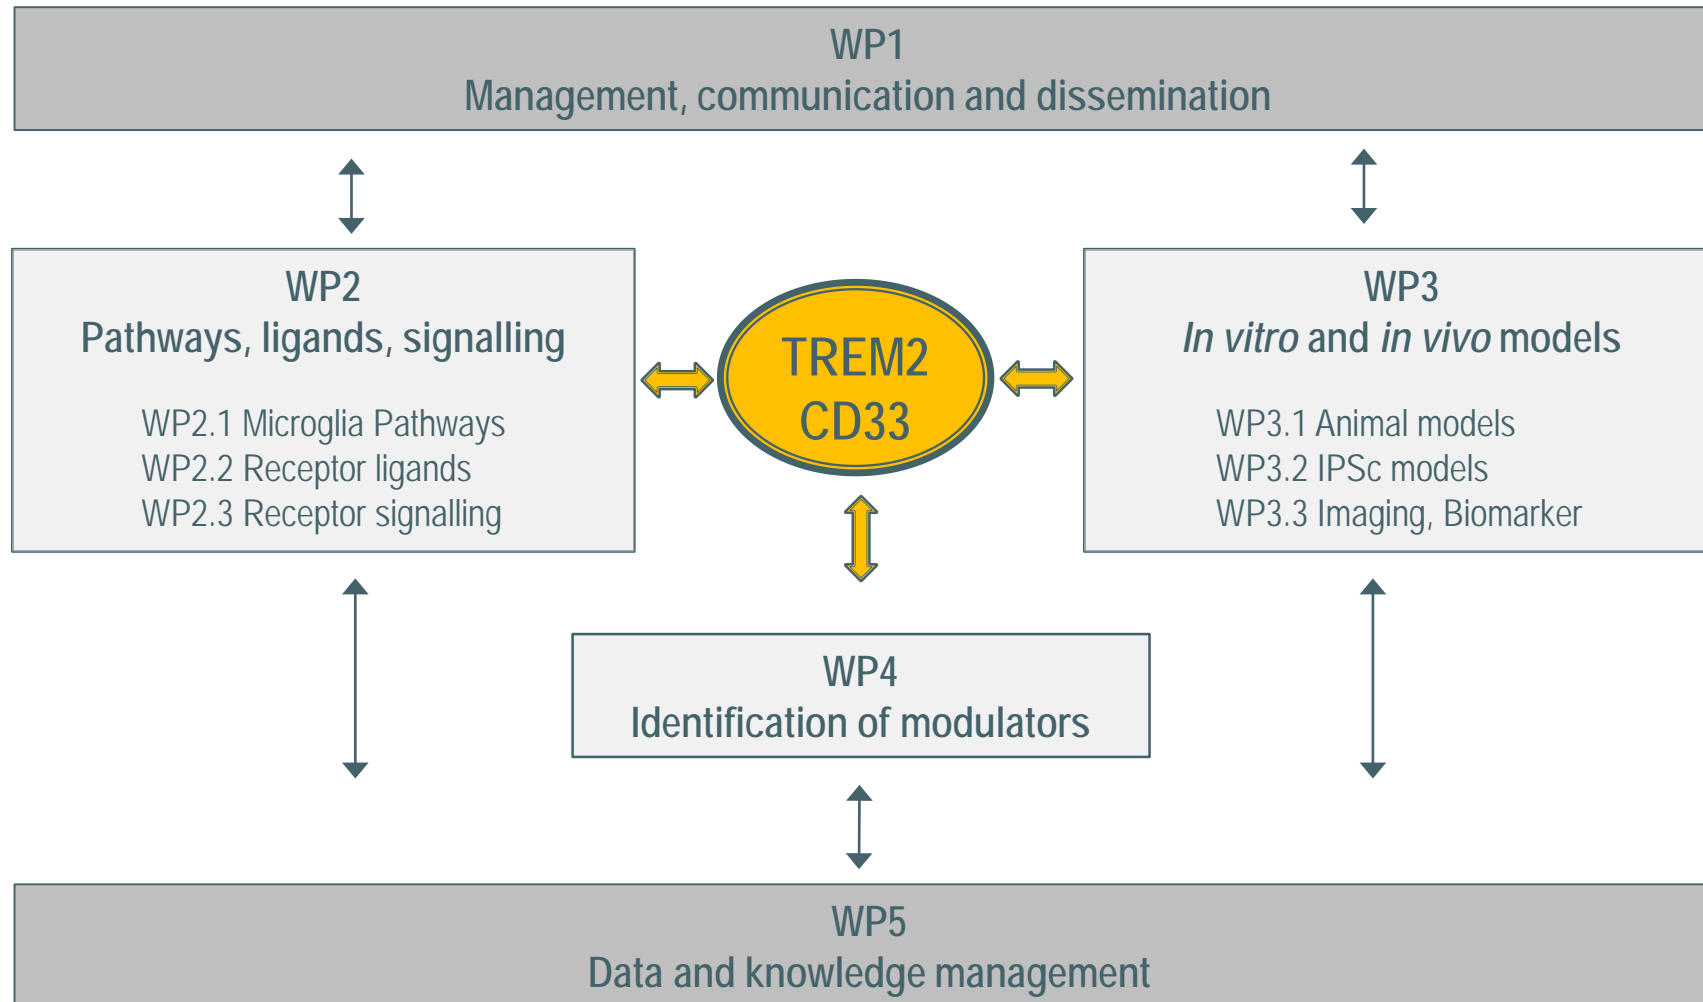 WP1
Management, communication and dissemination
WP2
Pathways, ligands, signalling
WP2.1 Microglia Pathways
WP2.2 Receptor ligands
WP2.3 Receptor signalling
TREM2
CD33
WP3
In vitro and in vivo models
WP3.1 Animal models
WP3.2 IPSc models
WP3.3 Imaging, Biomarker
WP4
Identification of modulators
WP5
Data and knowledge management